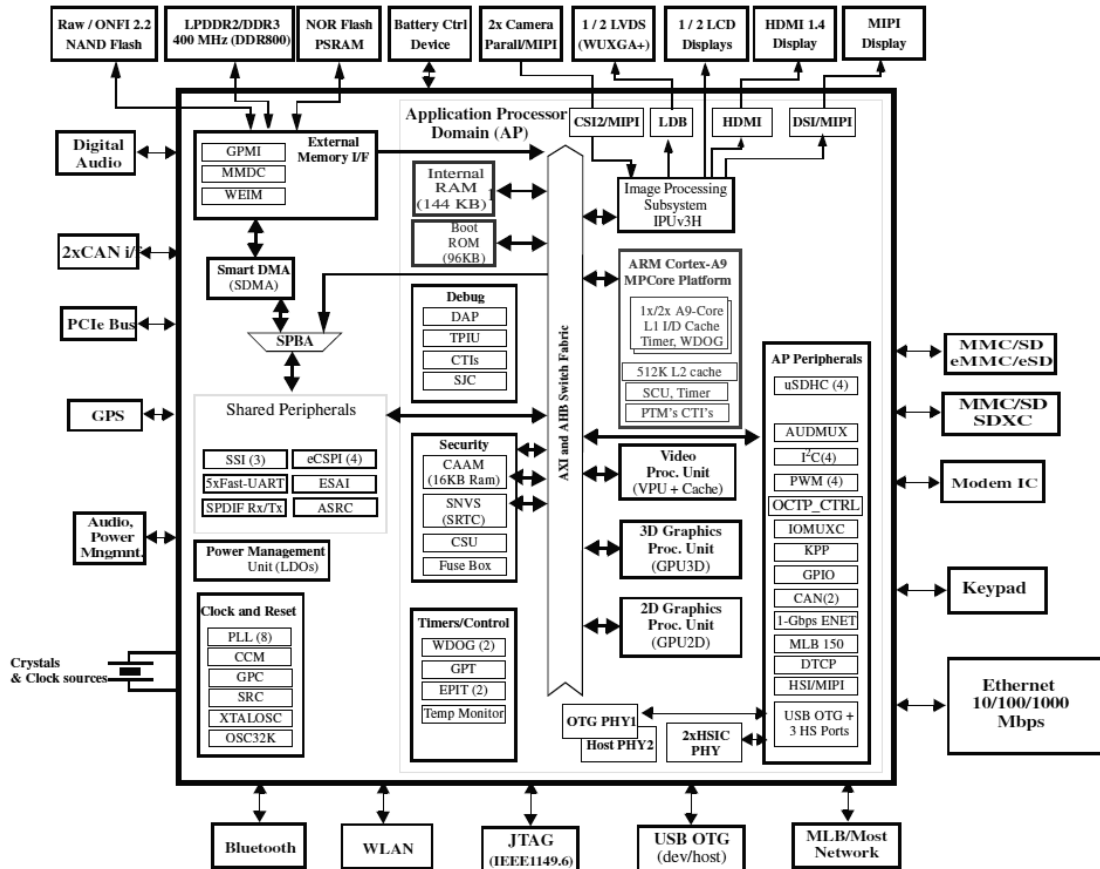 Raw / ONFI 2.2
NAND Flash
LPDDR2/DDR3
400 MHz (DDR800)
NOR Flash
PSRAM
Battery Ctrl
Device
2x Camera
Parall/MIPI
1 / 2 LVDS
(WUXGA+)
1 / 2 LCD
Displays
HDMI 1.4
Display
MIPI
Display
Digital
Audio
2xCAN i/f
PCIe Bus
GPS
Audio,
Power
Mngmnt.
Crystals
& Clock sources
External
Memory I/F
GPMI
MMDC
WEIM
Smart DMA
(SDMA)
SPBA
Shared Peripherals
SSI (3)
eCSPI (4)
5xFast-UART
ESAI
SPDIF Rx/Tx
ASRC
Power Management
Unit (LDOs)
Clock and Reset
PLL (8)
CCM
GPC
SRC
XTALOSC
OSC32K
Application Processor
Domain (AP)
Internal
RAM
(144 KB)
Boot
ROM
(96KB)
Debug
DAP
TPIU
CTIs
SJC
Security
CAAM
(16KB Ram)
SNVS
(SRTC)
CSU
Fuse Box
Timers/Control
WDOG (2)
GPT
EPIT (2)
Temp Monitor
AXI and AHB Switch Fabric
CSI2/MIPI
LDB
HDMI
DSI/MIPI
Image Processing
Subsystem
IPUv3H
ARM Cortex-A9
MPCore Platform
1x/2x A9-Core
L1 I/D Cache
Timer, WDOG
512K L2 cache
SCU, Timer
PTM's CTI's
Video
Proc. Unit
(VPU + Cache)
3D Graphics
Proc. Unit
(GPU3D)
2D Graphics
Proc. Unit
(GPU2D)
OTG PHY1
Host PHY2
2xHSIC
PHY
AP Peripherals
uSDHC (4)
AUDMUX
I2C(4)
PWM (4)
OCTP_CTRL
IOMUXC
KPP
GPIO
CAN(2)
1-Gbps ENET
MLB 150
DTCP
HSI/MIPI
USB OTG +
3 HS Ports
MMC/SD
eMMC/eSD
MMC/SD
SDXC
Modem IC
Keypad
Ethernet
10/100/1000
Mbps
Bluetooth
WLAN
JTAG
(IEEE1149.6)
USB OTG
(dev/host)
MLB/Most
Network